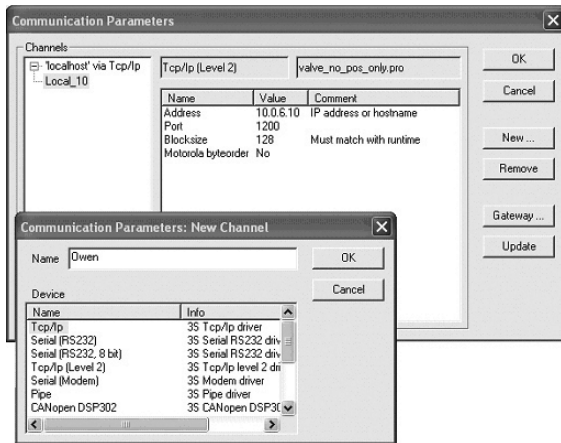 Communication Parameters
Channels
'localhost' via Tcp/Ip
Local_10
Tcp/Ip (Level 2) valve_no_pos_only.pro
Name Value Comment
Address 10.0.6.10 IP address or hostname
Port 1200
Blocksize 128 Must match with runtime
Motorola byteorder No
OK
Cancel
New ...
Remove
Gateway ...
Update
Communication Parameters: New Channel
Name Owen
OK
Cancel
Device
Name Info
Tcp/Ip 3S Tcp/Ip driver
Serial (RS232) 3S Serial RS232 driv
Serial (RS232, 8 bit) 3S Serial RS232 driv
Tcp/Ip (Level 2) 3S Tcp/Ip level 2 dri
Serial (Modem) 3S Modem driver
Pipe 3S Pipe driver
CANopen DSP302 3S CANopen DSP3(